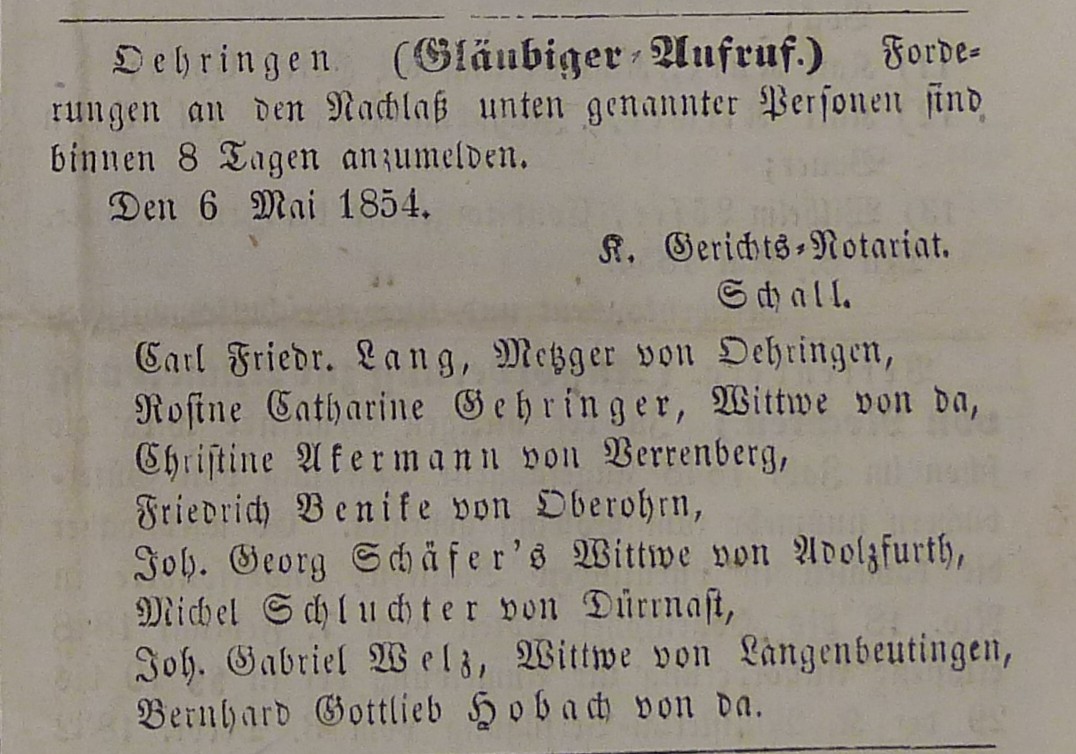 Oehringen (Gläubiger-Aufruf.) Forde-
rungen an den Nachlaß unten genannter Personen sind
binnen 8 Tagen anzumelden.
Den 6 Mai 1854.
K. Gerichts-Notariat.
Schall.
Carl Friedr. Lang, Metzger von Oehringen,
Rosine Catharine Gehringer, Wittwe von da,
Christine Akermann von Verrenberg,
Friedrich Benike von Oberohrn,
Joh. Georg Schäfer's Wittwe von Adolzfurth,
Michel Schluchter von Dürrnast,
Joh. Gabriel Welz, Wittwe von Langenbeutingen,
Bernhard Gottlieb Hobach von da.